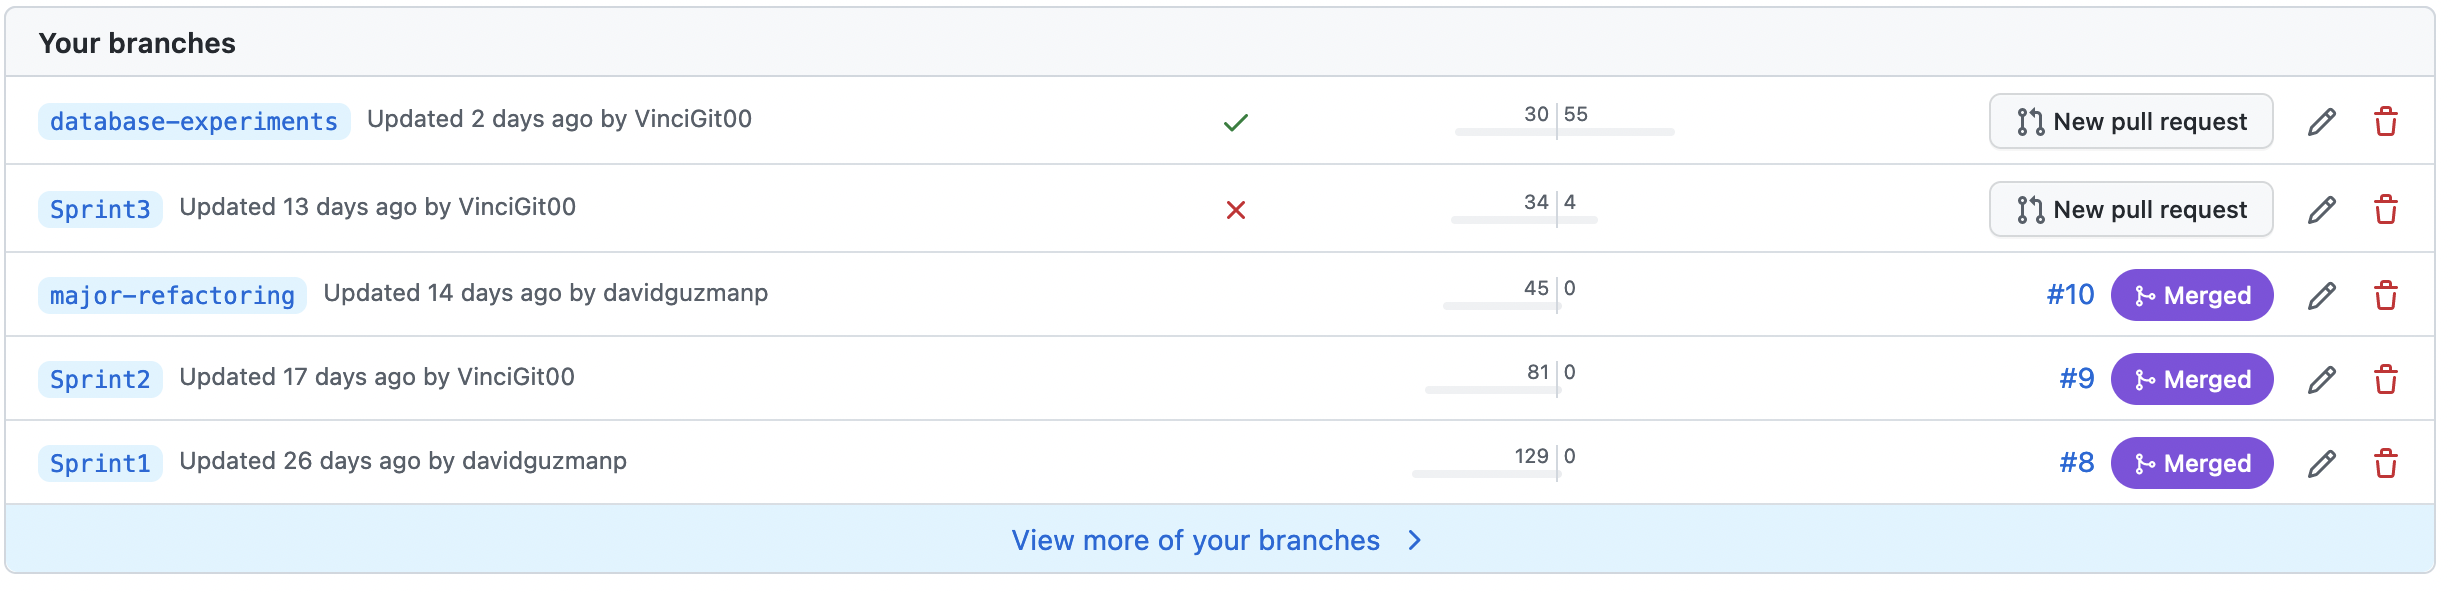 Your branches
database-experiments Updated 2 days ago by VinciGit00 30 55 New pull request
Sprint3 Updated 13 days ago by VinciGit00 34 4 New pull request
major-refactoring Updated 14 days ago by davidguzmanp 45 0 #10 Merged
Sprint2 Updated 17 days ago by VinciGit00 81 0 #9 Merged
Sprint1 Updated 26 days ago by davidguzmanp 129 0 #8 Merged
View more of your branches